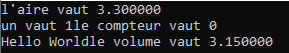 l'aire vaut 3.300000
un vaut 1le compteur vaut 0
Hello Worldle volume vaut 3.150000